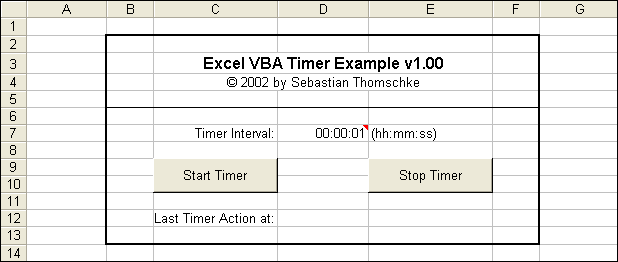 A B C D E F G
1
2
3 Excel VBA Timer Example v1.00
4 © 2002 by Sebastian Thomschke
5
6
7 Timer Interval: 00:00:01 (hh:mm:ss)
8
9
Start Timer Stop Timer
10
11
12 Last Timer Action at:
13
14